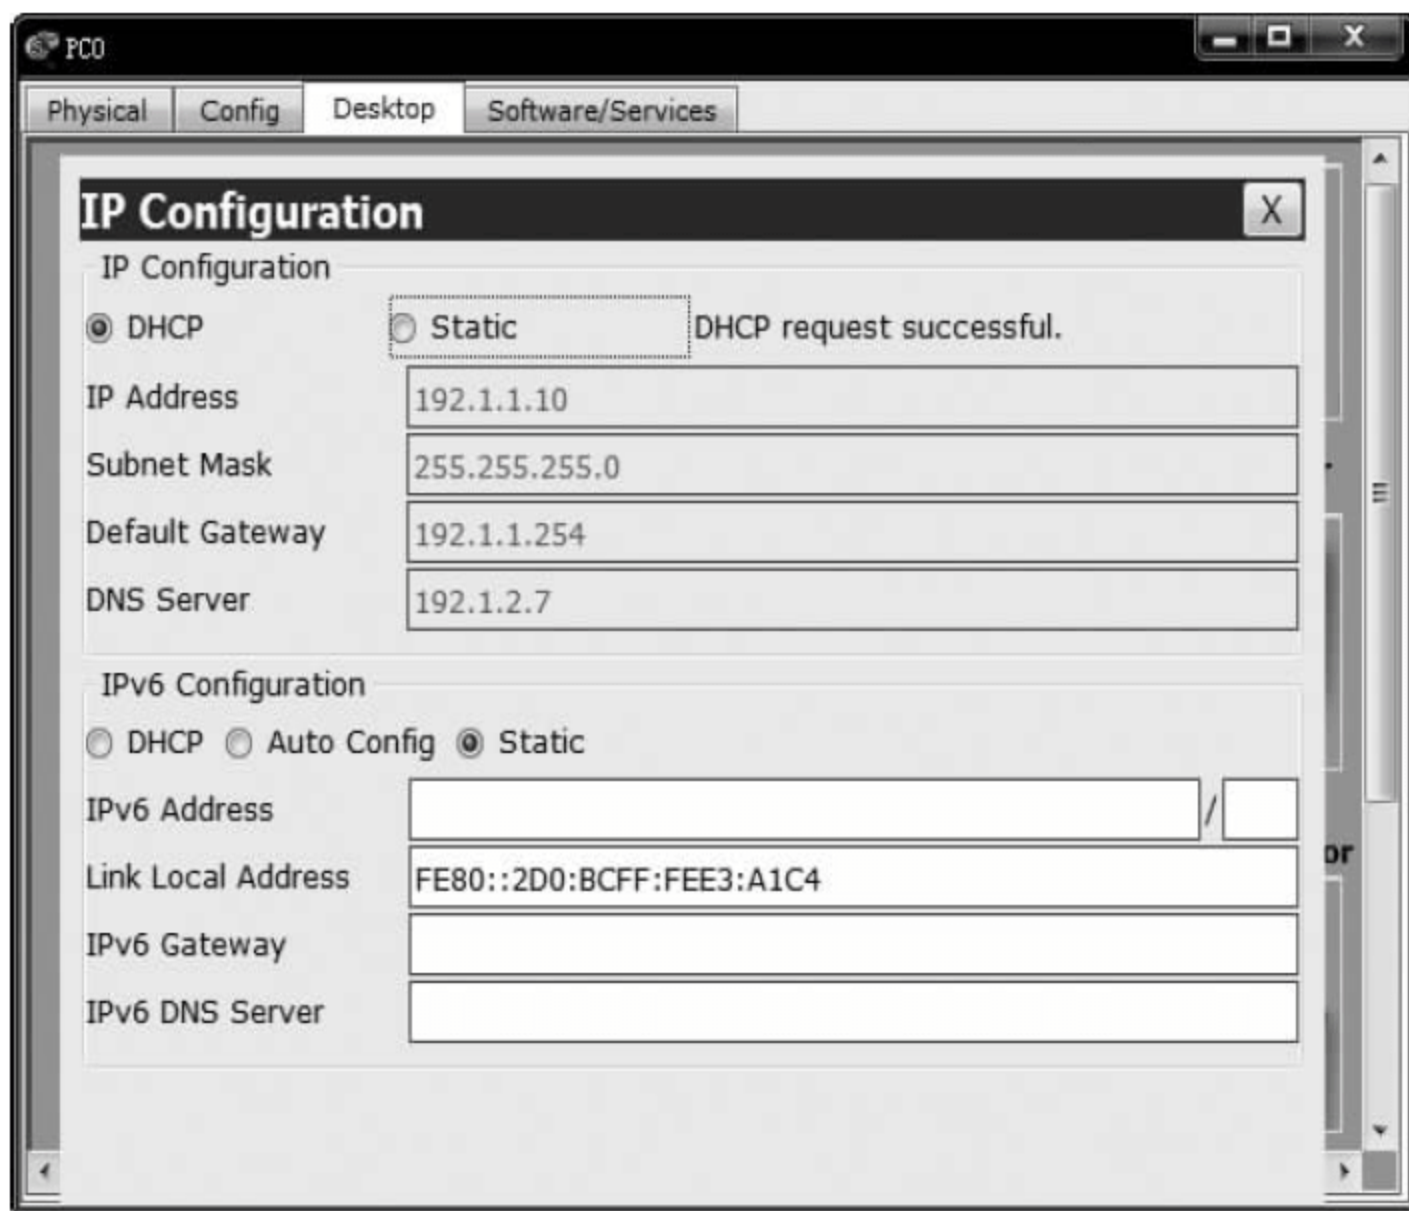 PC0
Physical Config Desktop Software/Services
IP Configuration X
IP Configuration
DHCP Static DHCP request successful.
IP Address 192.1.1.10
Subnet Mask 255.255.255.0
Default Gateway 192.1.1.254
DNS Server 192.1.2.7
IPv6 Configuration
DHCP Auto Config Static
IPv6 Address /
Link Local Address FE80::2D0:BCFF:FEE3:A1C4
IPv6 Gateway
IPv6 DNS Server
or